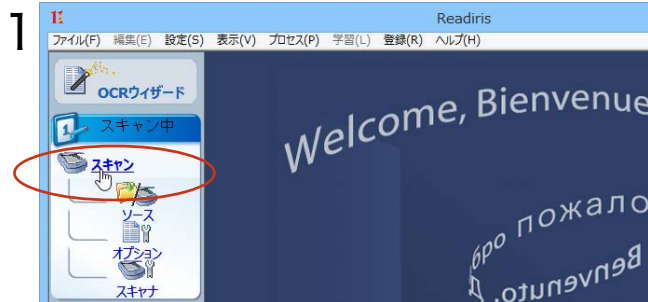 1
Readiris
ファイル(F) 編集(E) 設定(S) 表示(V) プロセス(P) 学習(L) 登録(R) ヘルプ(H)
OCRウィザード
1 スキャン中
スキャン
ソース
オプション
スキャナ
Welcome, Bienvenue
бро пожало
Benvenuto,